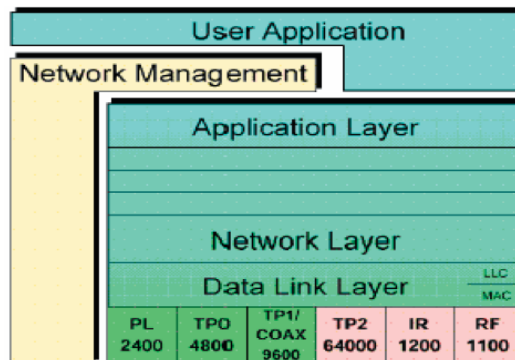 User Application
Network Management
Application Layer
Network Layer
Data Link Layer
LLC
MAC
PL
2400
TP0
4800
TP1/
COAX
9600
TP2
64000
IR
1200
RF
1100